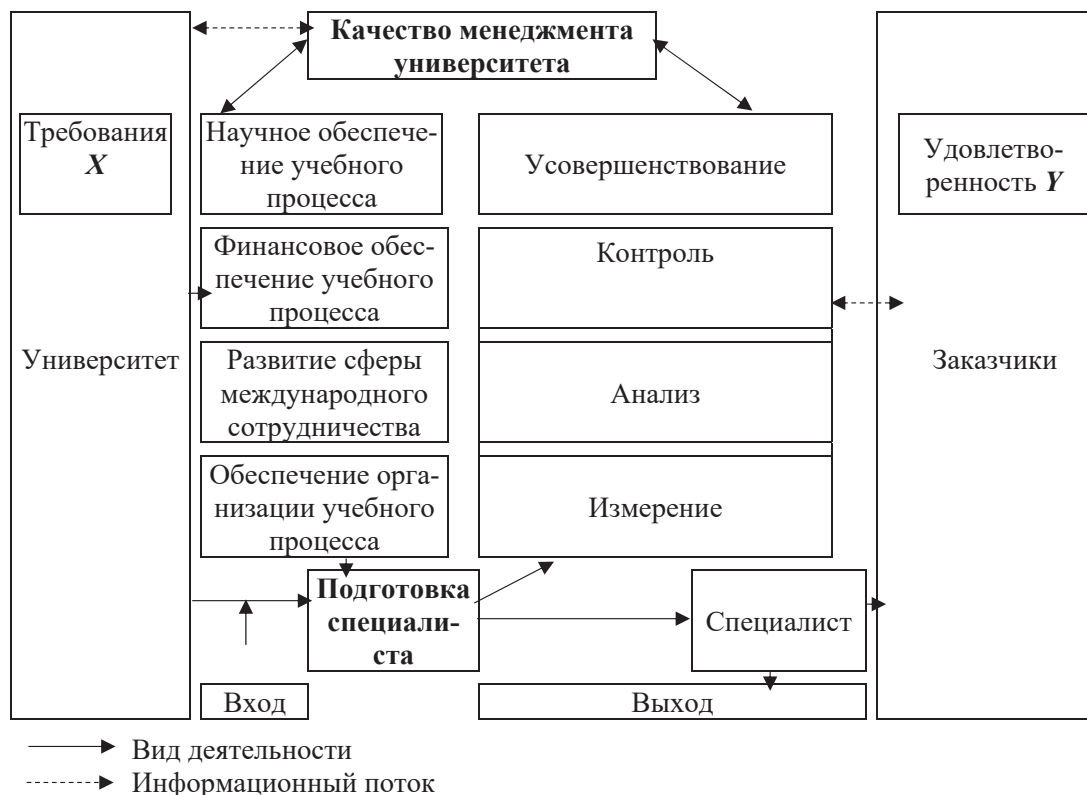 Качество менеджмента
университета
Требования
X
Научное обеспече-
ние учебного
процесса
Усовершенствование
Удовлетво-
ренность Y
Финансовое обес-
печение учебного
процесса
Контроль
Университет
Развитие сферы
международного
сотрудничества
Анализ
Заказчики
Обеспечение орга-
низации учебного
процесса
Измерение
Подготовка
специали-
ста
Специалист
Вход
Выход
Вид деятельности
Информационный поток